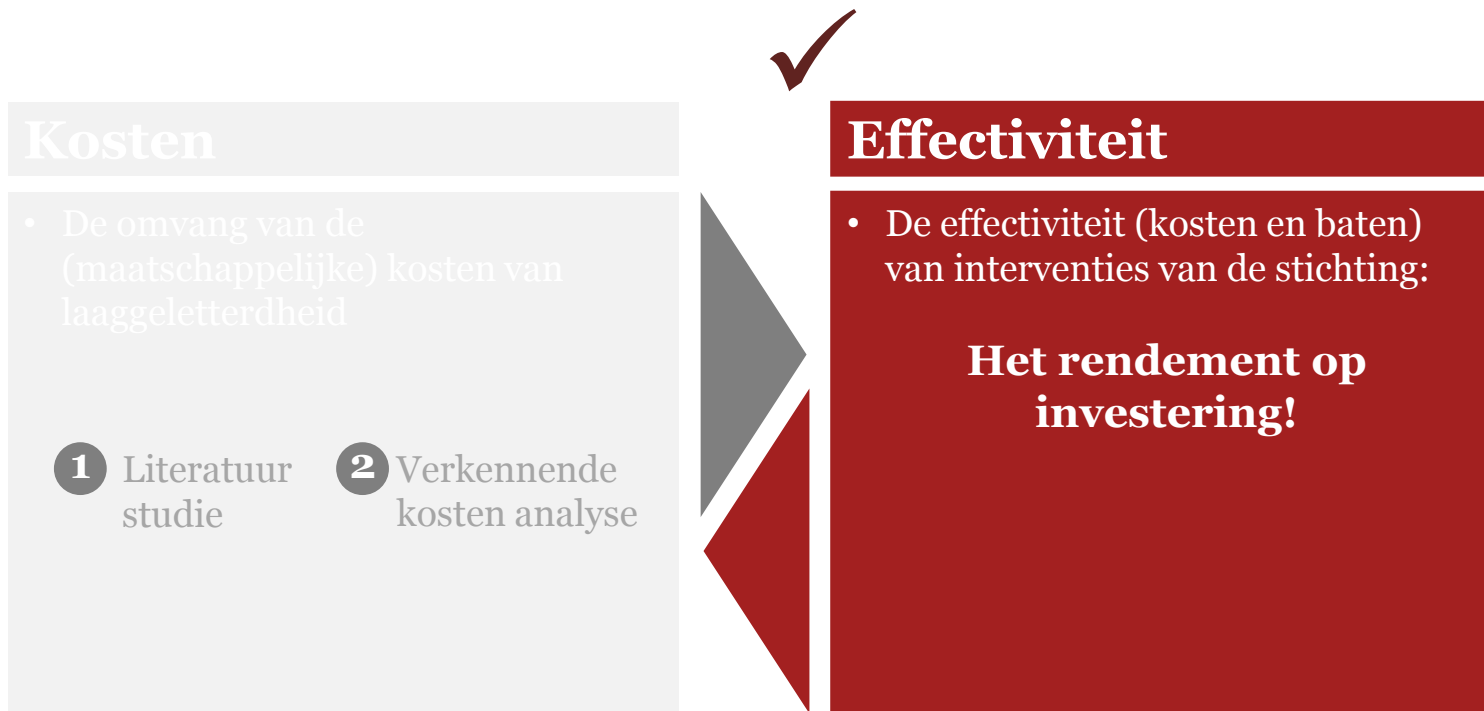 Kosten
• De omvang van de
(maatschappelijke) kosten van
laaggeletterdheid
1 Literatuur
studie
2 Verkennende
kosten analyse
Effectiviteit
• De effectiviteit (kosten en baten)
van interventies van de stichting:
Het rendement op
investering!